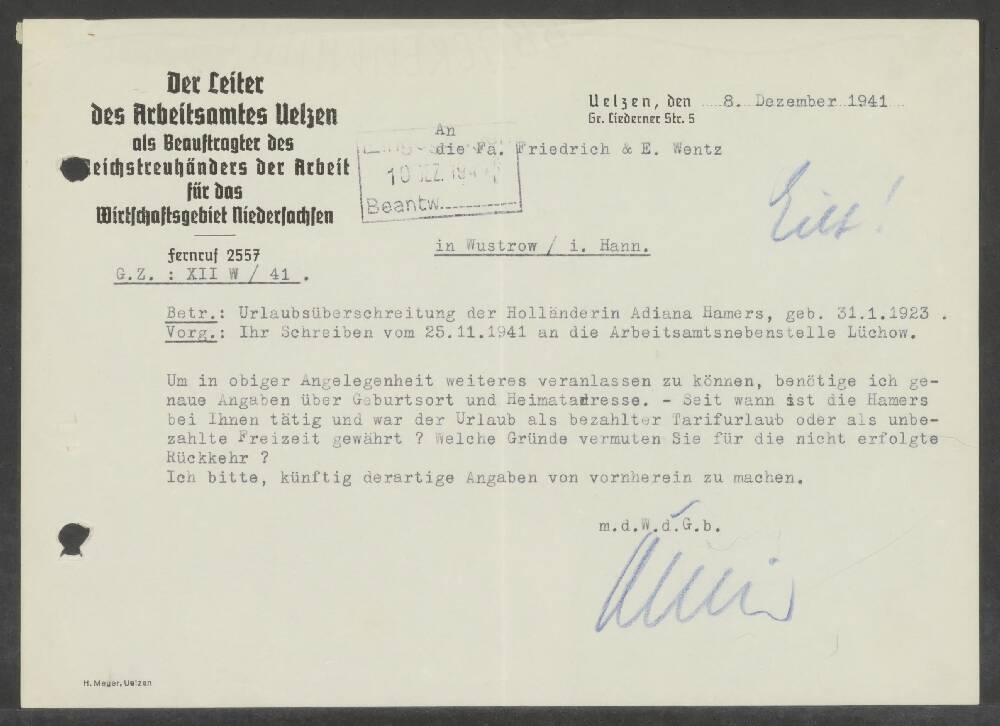 Der Leiter
des Arbeitsamtes Uelzen
als Beauftragter des
Reichstreuhänders der Arbeit
für das
Wirtschaftsgebiet Niedersachsen
Fernruf 2557
G.Z. : XII W / 41 .
Uelzen, den 8. Dezember 1941
Gr. Liederner Str. 5
An
die Fa. Friedrich & E. Wentz
10 DEZ. 194
Beantw.
Eilt!
in Wustrow / i. Hann.
Betr.: Urlaubsüberschreitung der Holländerin Adiana Hamers, geb. 31.1.1923 .
Vorg.: Ihr Schreiben vom 25.11.1941 an die Arbeitsamtsnebenstelle Lüchow.
Um in obiger Angelegenheit weiteres veranlassen zu können, benötige ich ge-
naue Angaben über Geburtsort und Heimatadresse. - Seit wann ist die Hamers
bei Ihnen tätig und war der Urlaub als bezahlter Tarifurlaub oder als unbe-
zahlte Freizeit gewährt ? Welche Gründe vermuten Sie für die nicht erfolgte
Rückkehr ?
Ich bitte, künftig derartige Angaben von vornherein zu machen.
m.d.W.d.G.b.
H. Meyer, Uelzen